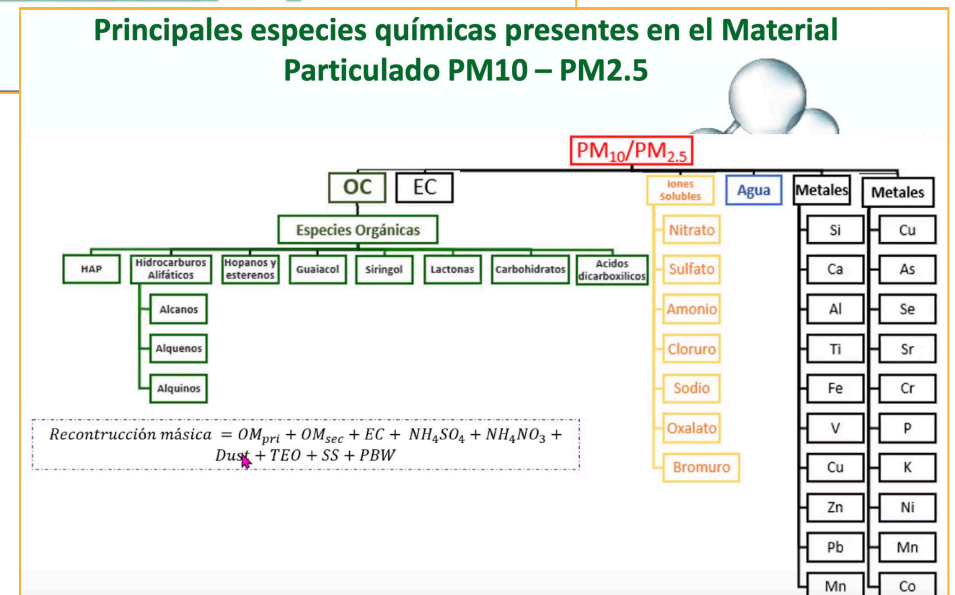 Principales especies químicas presentes en el Material
Particulado PM10 – PM2.5
PM10/PM2.5
OC
EC
Iones
Solubles
Agua
Metales
Metales
Especies Orgánicas
HAP
Hidrocarburos
Alifáticos
Hopanos y
esterenos
Guaiacol
Siringol
Lactonas
Carbohidratos
Acidos
dicarboxilicos
Alcanos
Alquenos
Alquinos
Nitrato
Sulfato
Amonio
Cloruro
Sodio
Oxalato
Bromuro
Si
Ca
Al
Ti
Fe
V
Cu
Zn
Pb
Mn
Cu
As
Se
Sr
Cr
P
K
Ni
Mn
Co
Recontrucción másica = OMpri + OMsec + EC + NH4SO4 + NH4NO3 +
Dust + TEO + SS + PBW